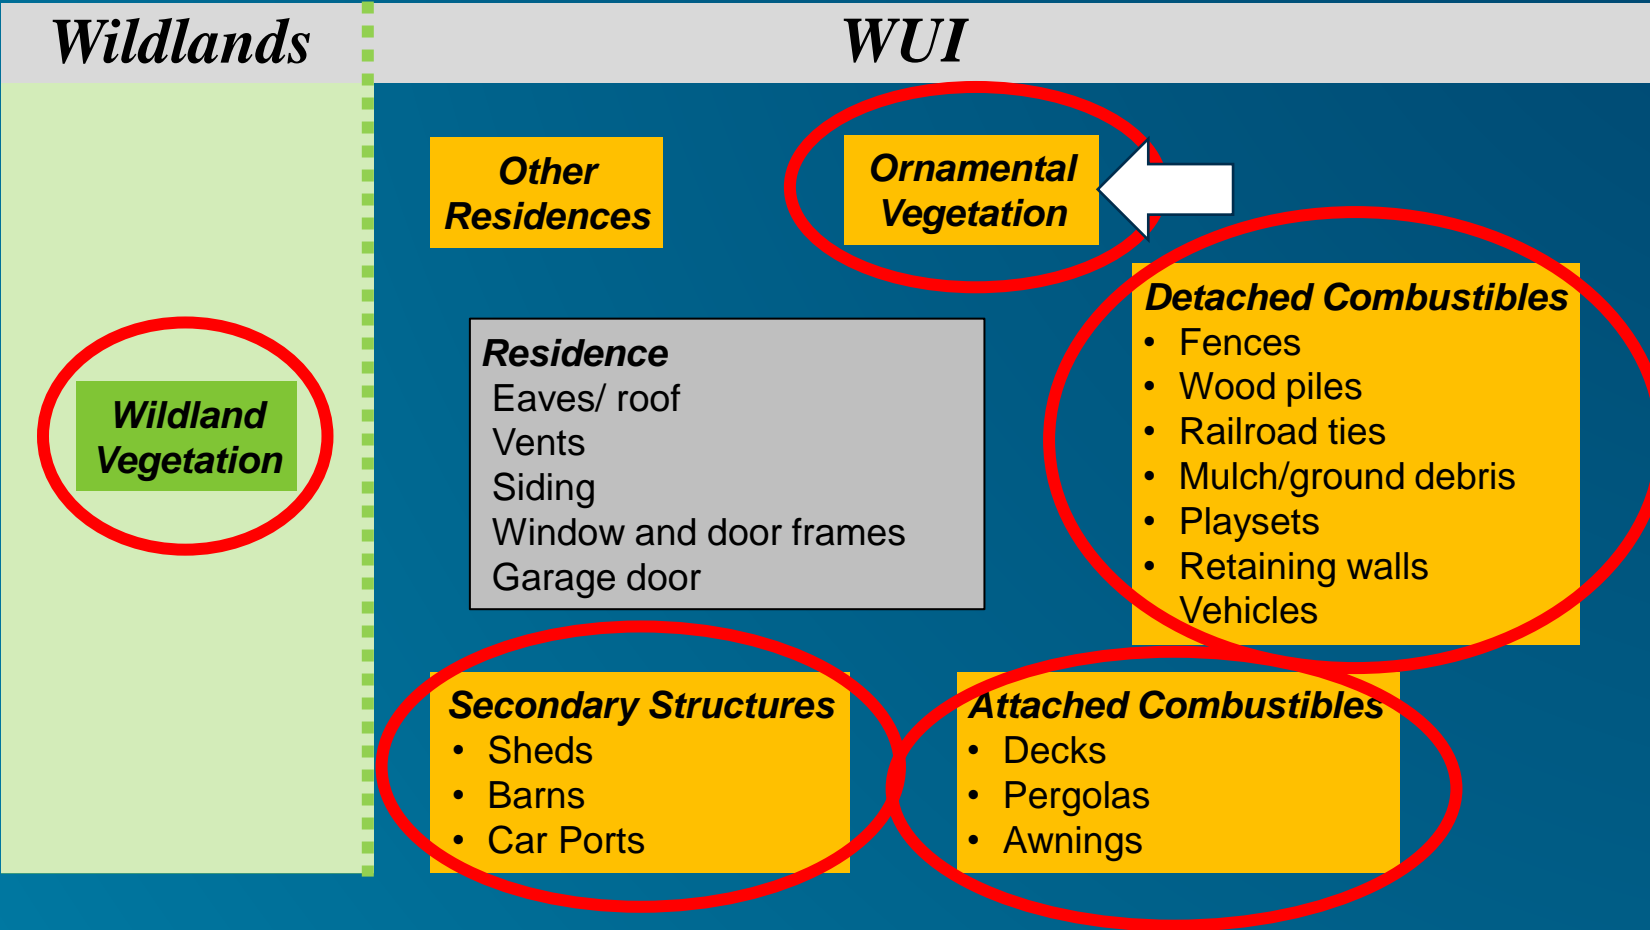 Wildlands
WUI
Other
Residences
Ornamental
Vegetation
Detached Combustibles
• Fences
• Wood piles
• Railroad ties
• Mulch/ground debris
• Playsets
• Retaining walls
Vehicles
Residence
Eaves/ roof
Vents
Siding
Window and door frames
Garage door
Wildland
Vegetation
Secondary Structures
• Sheds
• Barns
• Car Ports
Attached Combustibles
• Decks
• Pergolas
• Awnings